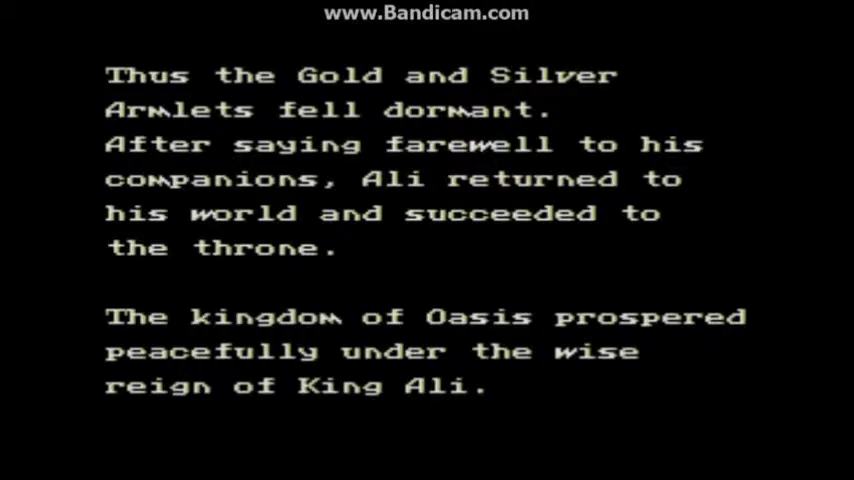 www.Bandicam.com
Thus the Gold and Silver
Armlets fell dormant.
After saying farewell to his
companions, Ali returned to
his world and succeeded to
the throne.
The kingdom of Oasis prospered
peacefully under the wise
reign of King Ali.